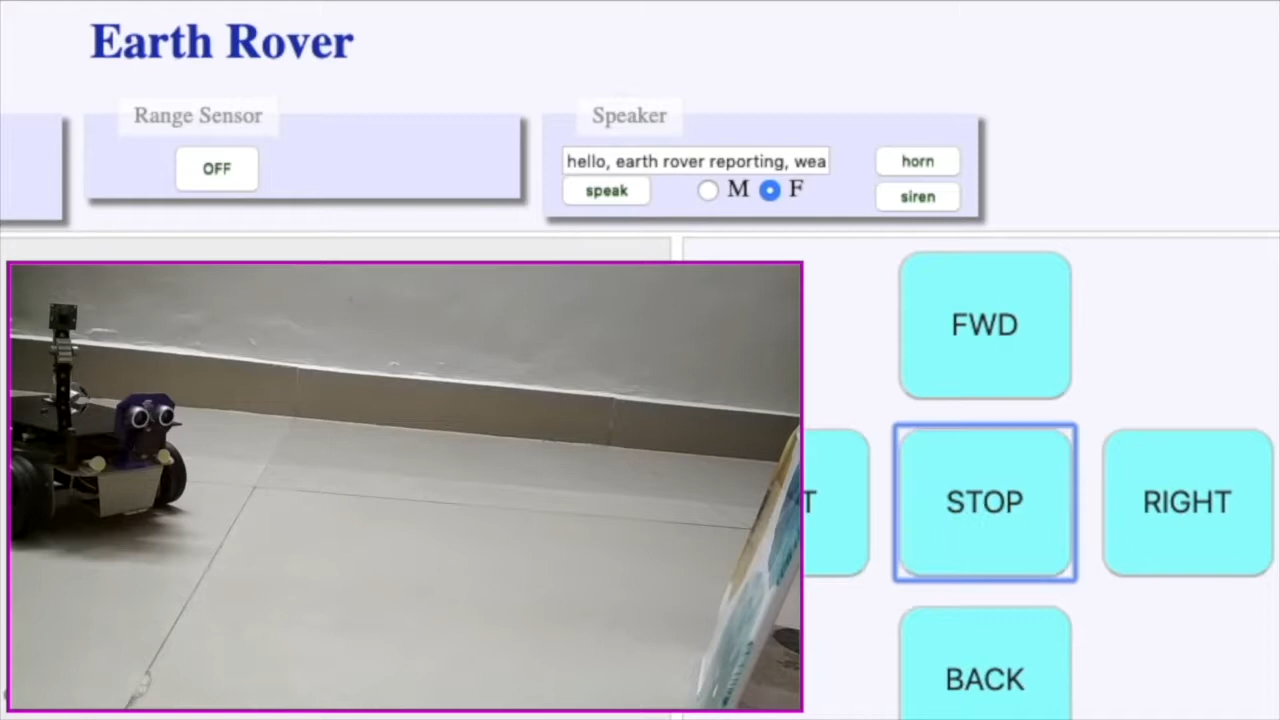 Earth Rover
Range Sensor
OFF
Speaker
hello, earth rover reporting, wea
speak
M
F
horn
siren
FWD
T
STOP
RIGHT
BACK